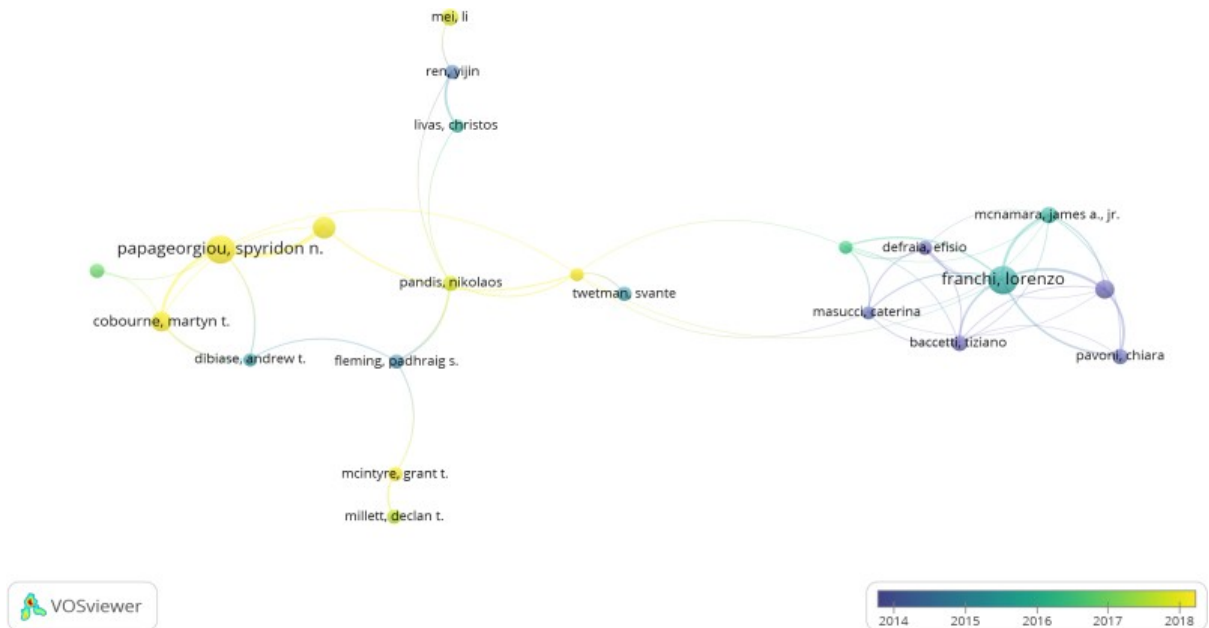 mei, li
ren, yijin
livas, christos
mcnamara, james a., jr.
papageorgiou, spyridon n.
defraia, efisio
franchi, lorenzo
pandis, nikolaos
twetman, svante
masucci, caterina
cobourne, martyn t.
baccetti, tiziano
dibiase, andrew t.
fleming, padhraig s.
pavoni, chiara
mcintyre, grant t.
millett, declan t.
VOSviewer
2014 2015 2016 2017 2018